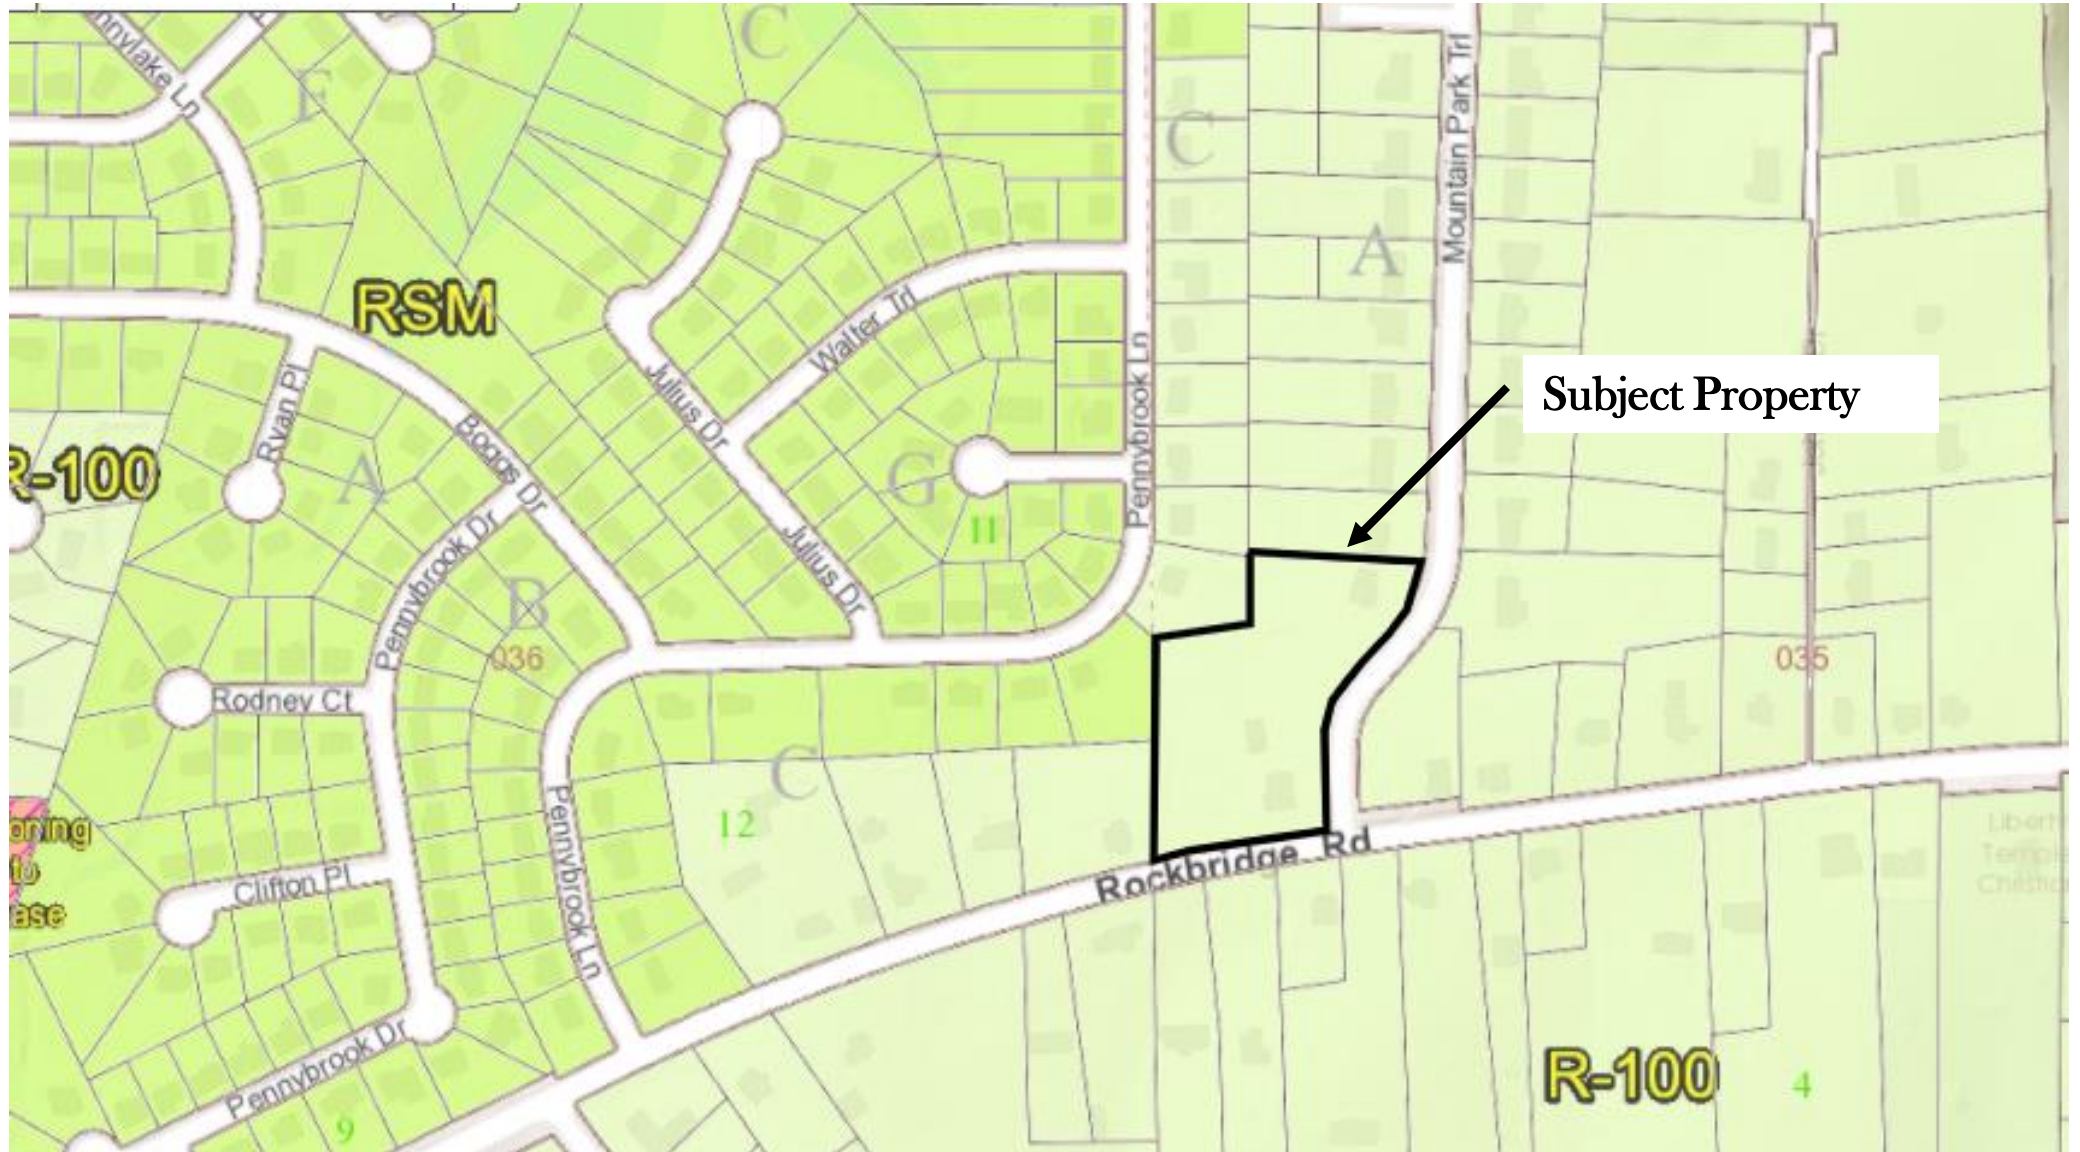 C
F
C
Mountain Park Trl
A
RSM
Walter Trl
Julius Dr
Pennybrook Ln
Ryan Pl
Subject Property
Boggs Dr
R-100
A
G
11
Julius Dr
Pennybrook Dr
B
036
035
Rodney Ct
C
12
Pennybrook Ln
Rockbridge Rd
Clifton Pl
Pennybrook Dr
R-100
4
9